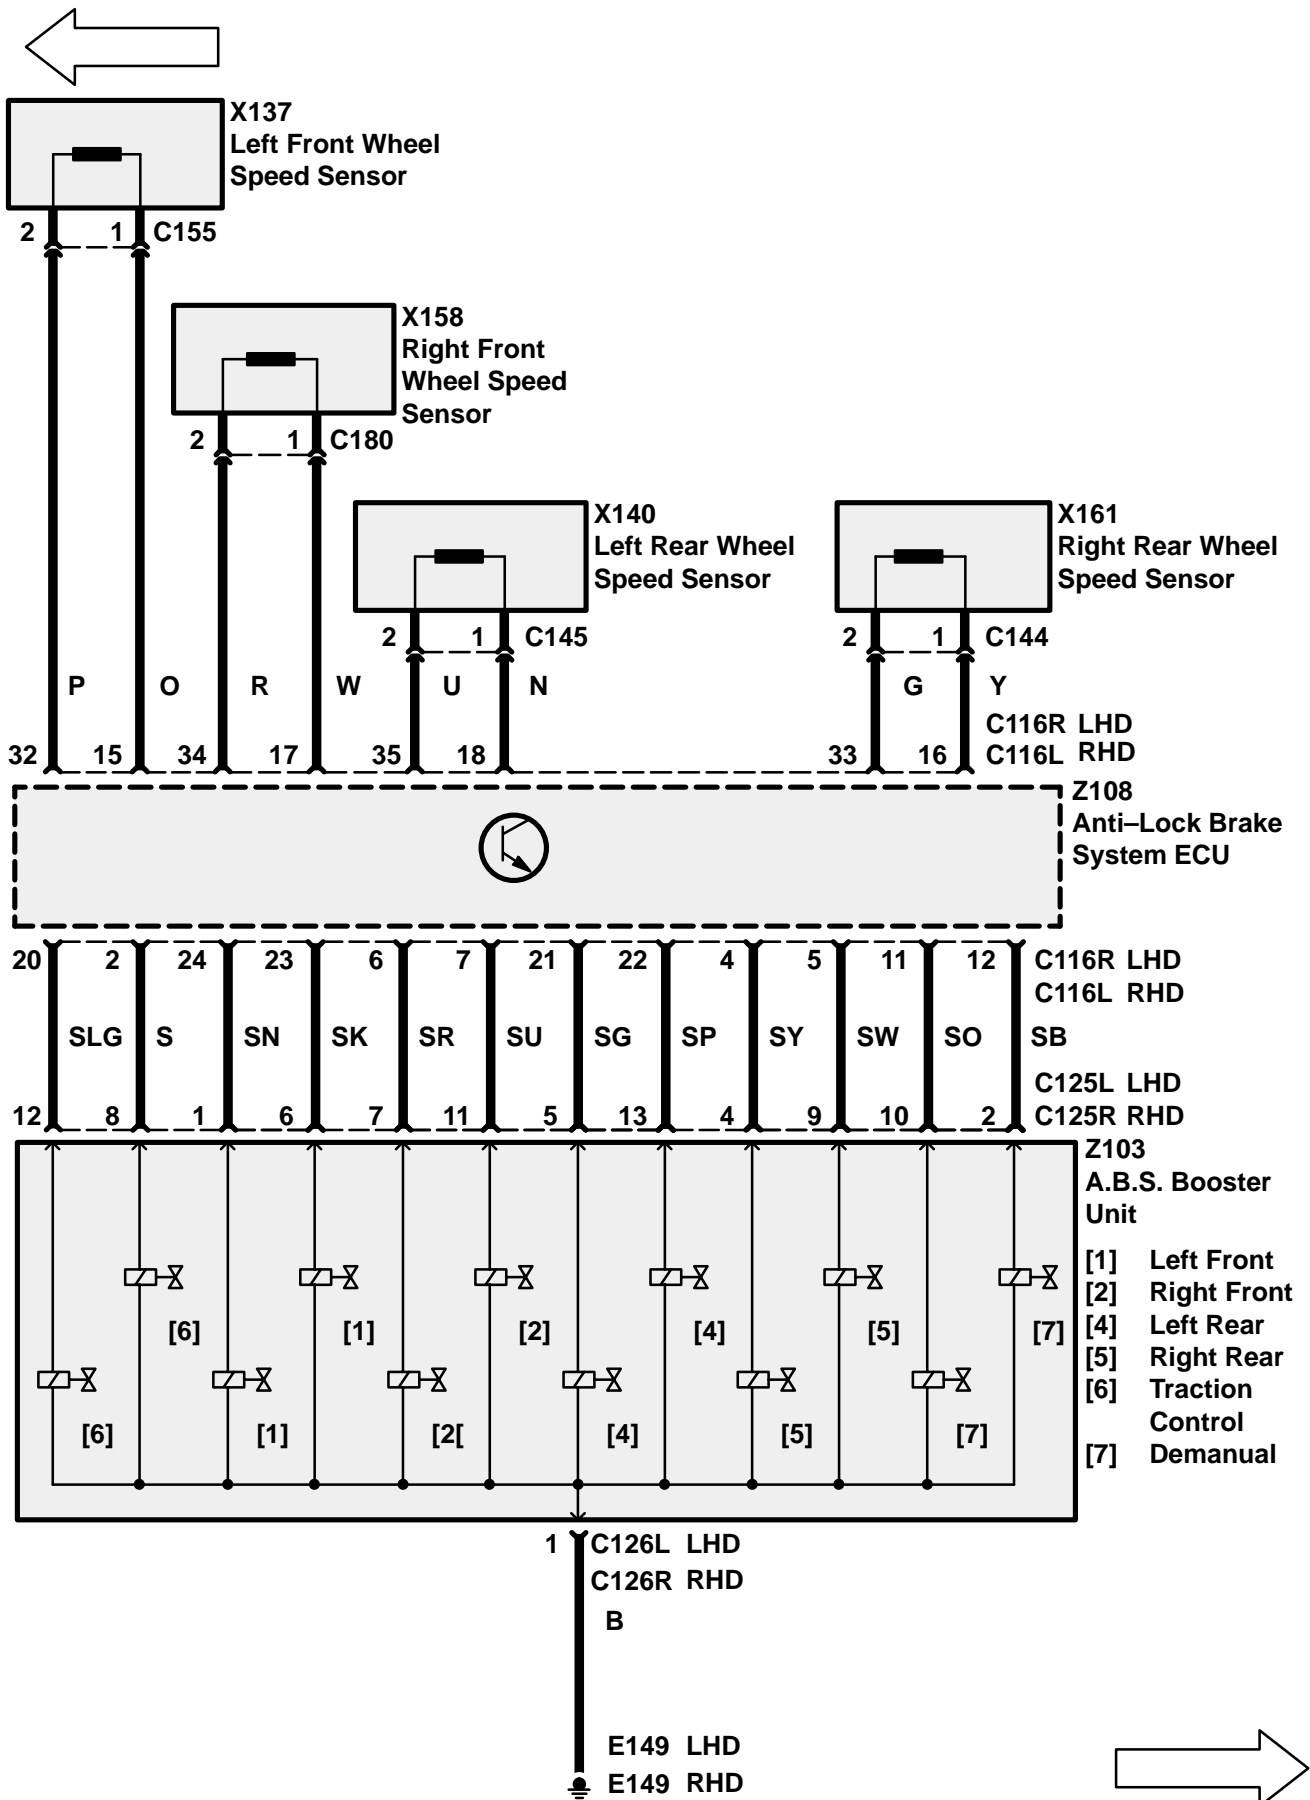 X137
Left Front Wheel
Speed Sensor
2 1 C155
X158
Right Front
Wheel Speed
Sensor
2 1 C180
X140
Left Rear Wheel
Speed Sensor
X161
Right Rear Wheel
Speed Sensor
2 1 C145
2 1 C144
P O R W U N G Y
C116R LHD
C116L RHD
32 15 34 17 35 18 33 16
Z108
Anti–Lock Brake
System ECU
20 2 24 23 6 7 21 22 4 5 11 12 C116R LHD
C116L RHD
SLG S SN SK SR SU SG SP SY SW SO SB
C125L LHD
12 8 1 6 7 11 5 13 4 9 10 2 C125R RHD
Z103
A.B.S. Booster
Unit
[1] Left Front
[2] Right Front
[4] Left Rear
[5] Right Rear
[6] Traction
Control
[7] Demanual
[6] [1] [2] [4] [5] [7]
[6] [1] [2[ [4] [5] [7]
1 C126L LHD
C126R RHD
B
E149 LHD
E149 RHD